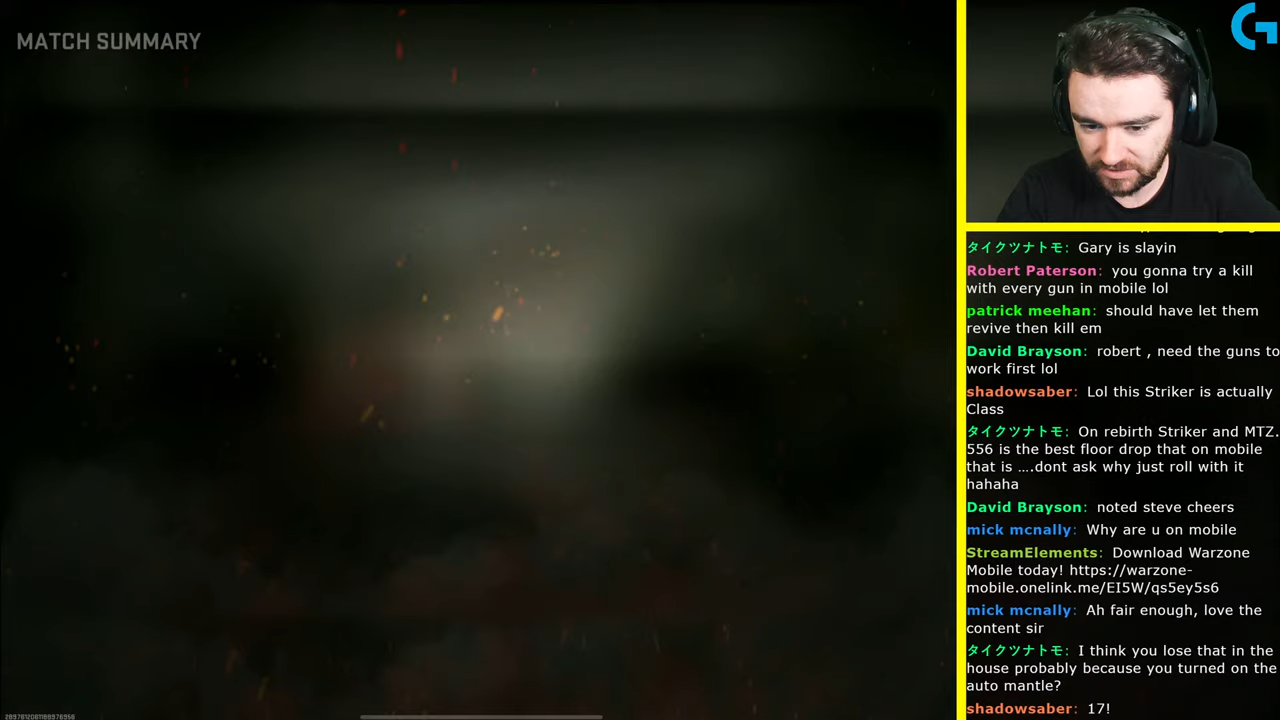 MATCH SUMMARY
タイクツナトモ: Gary is slayin
Robert Paterson: you gonna try a kill
with every gun in mobile lol
patrick meehan: should have let them
revive then kill em
David Brayson: robert , need the guns to
work first lol
shadowsaber: Lol this Striker is actually
Class
タイクツナトモ: On rebirth Striker and MTZ.
556 is the best floor drop that on mobile
that is ….dont ask why just roll with it
hahaha
David Brayson: noted steve cheers
mick mcnally: Why are u on mobile
StreamElements: Download Warzone
Mobile today! https://warzone-
mobile.onelink.me/EI5W/qs5ey5s6
mick mcnally: Ah fair enough, love the
content sir
タイクツナトモ: I think you lose that in the
house probably because you turned on the
auto mantle?
shadowsaber: 17!